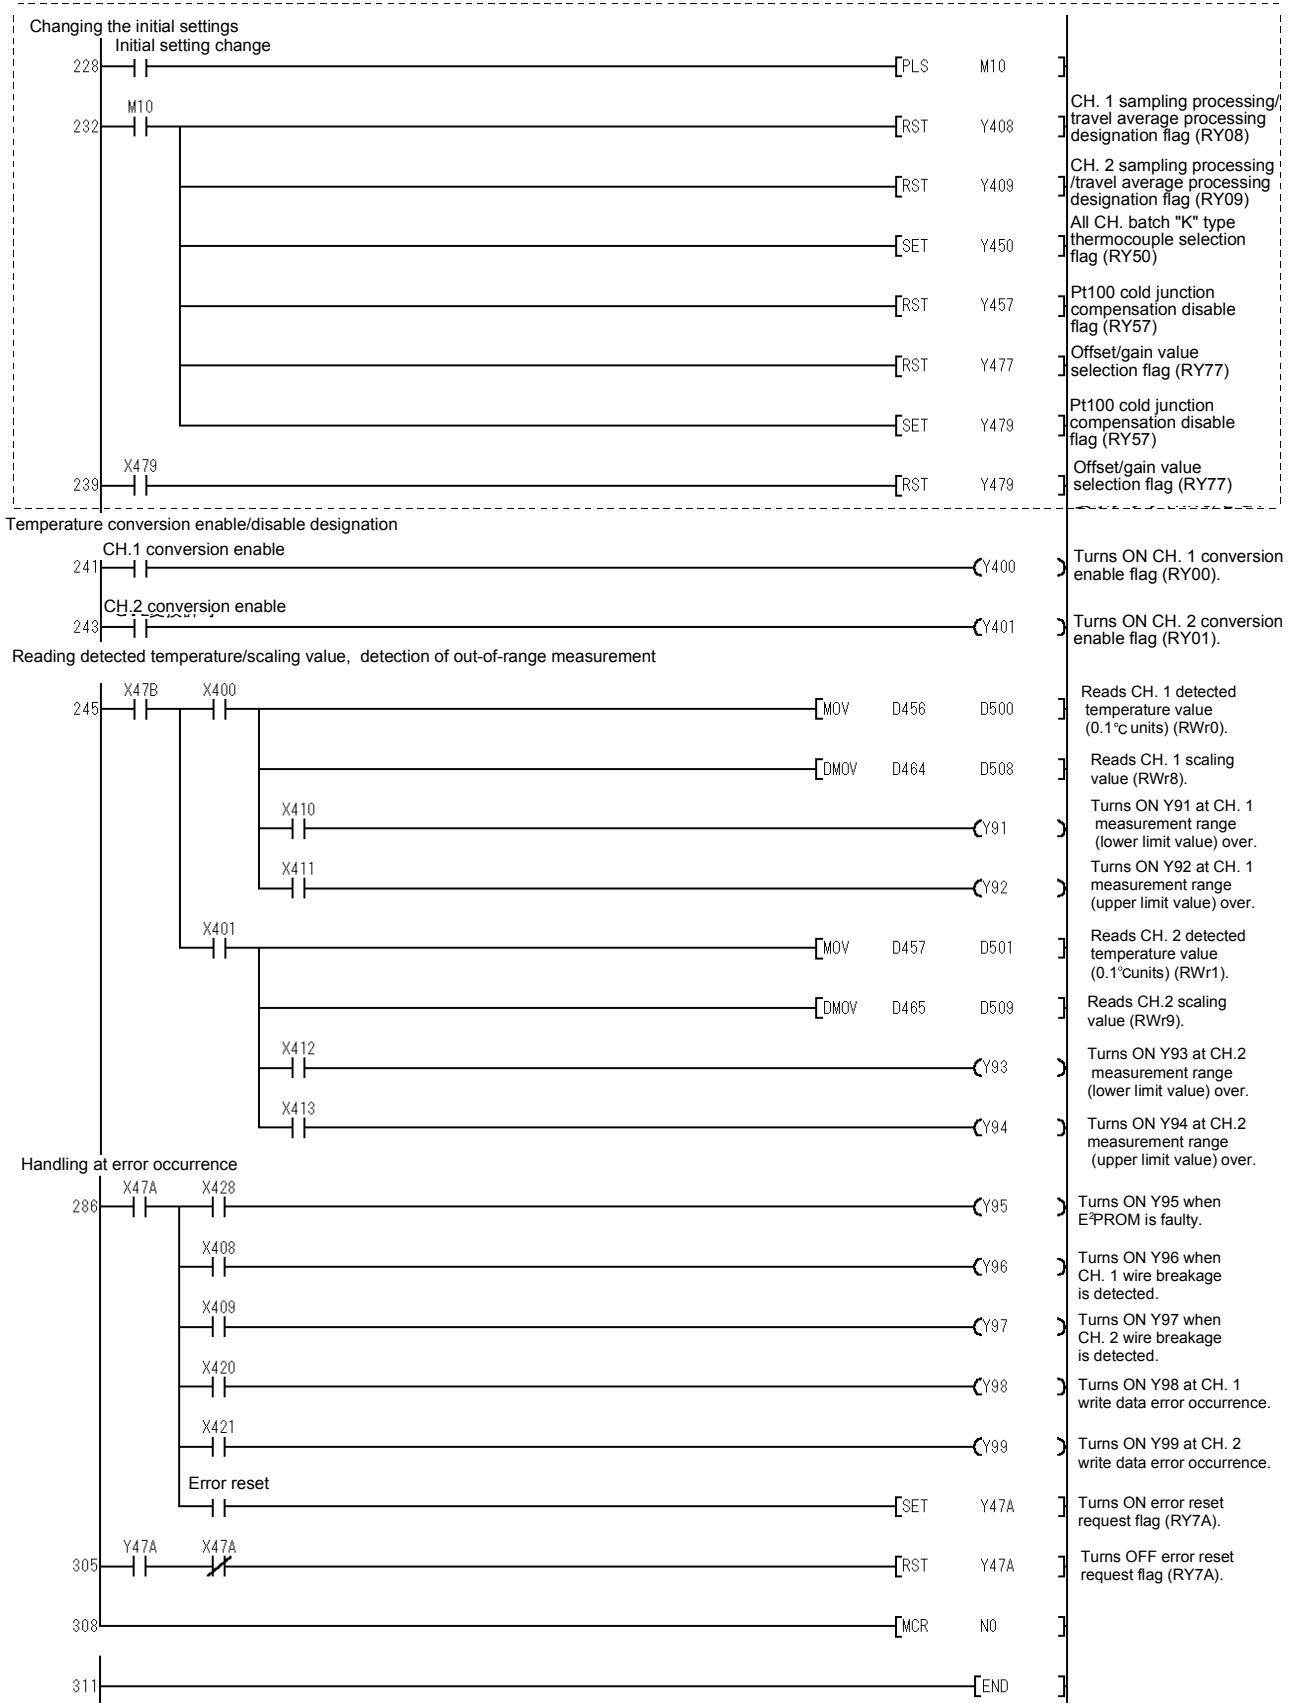 Changing the initial settings
Initial setting change
228 [PLS M10 ]
M10
232 [RST Y408 ]
CH. 1 sampling processing/
travel average processing
designation flag (RY08)
[RST Y409 ]
CH. 2 sampling processing
/travel average processing
designation flag (RY09)
[SET Y450 ]
All CH. batch "K" type
thermocouple selection
flag (RY50)
[RST Y457 ]
Pt100 cold junction
compensation disable
flag (RY57)
[RST Y477 ]
Offset/gain value
selection flag (RY77)
[SET Y479 ]
Pt100 cold junction
compensation disable
flag (RY57)
X479
239 [RST Y479 ]
Offset/gain value
selection flag (RY77)
Temperature conversion enable/disable designation
CH.1 conversion enable
241 (Y400 )
Turns ON CH. 1 conversion
enable flag (RY00).
CH.2 conversion enable
243 (Y401 )
Turns ON CH. 2 conversion
enable flag (RY01).
Reading detected temperature/scaling value, detection of out-of-range measurement
X47B X400
245 [MOV D456 D500 ]
Reads CH. 1 detected
temperature value
(0.1℃ units) (RWr0).
[DMOV D464 D508 ]
Reads CH. 1 scaling
value (RWr8).
X410
(Y91 )
Turns ON Y91 at CH. 1
measurement range
(lower limit value) over.
X411
(Y92 )
Turns ON Y92 at CH. 1
measurement range
(upper limit value) over.
X401
[MOV D457 D501 ]
Reads CH. 2 detected
temperature value
(0.1℃units) (RWr1).
[DMOV D465 D509 ]
Reads CH.2 scaling
value (RWr9).
X412
(Y93 )
Turns ON Y93 at CH.2
measurement range
(lower limit value) over.
X413
(Y94 )
Turns ON Y94 at CH.2
measurement range
(upper limit value) over.
Handling at error occurrence
X47A X428
286 (Y95 )
Turns ON Y95 when
E²PROM is faulty.
X408
(Y96 )
Turns ON Y96 when
CH. 1 wire breakage
is detected.
X409
(Y97 )
Turns ON Y97 when
CH. 2 wire breakage
is detected.
X420
(Y98 )
Turns ON Y98 at CH. 1
write data error occurrence.
X421
(Y99 )
Turns ON Y99 at CH. 2
write data error occurrence.
Error reset
[SET Y47A ]
Turns ON error reset
request flag (RY7A).
Y47A X47A
305 [RST Y47A ]
Turns OFF error reset
request flag (RY7A).
308 [MCR N0 ]
311 [END ]